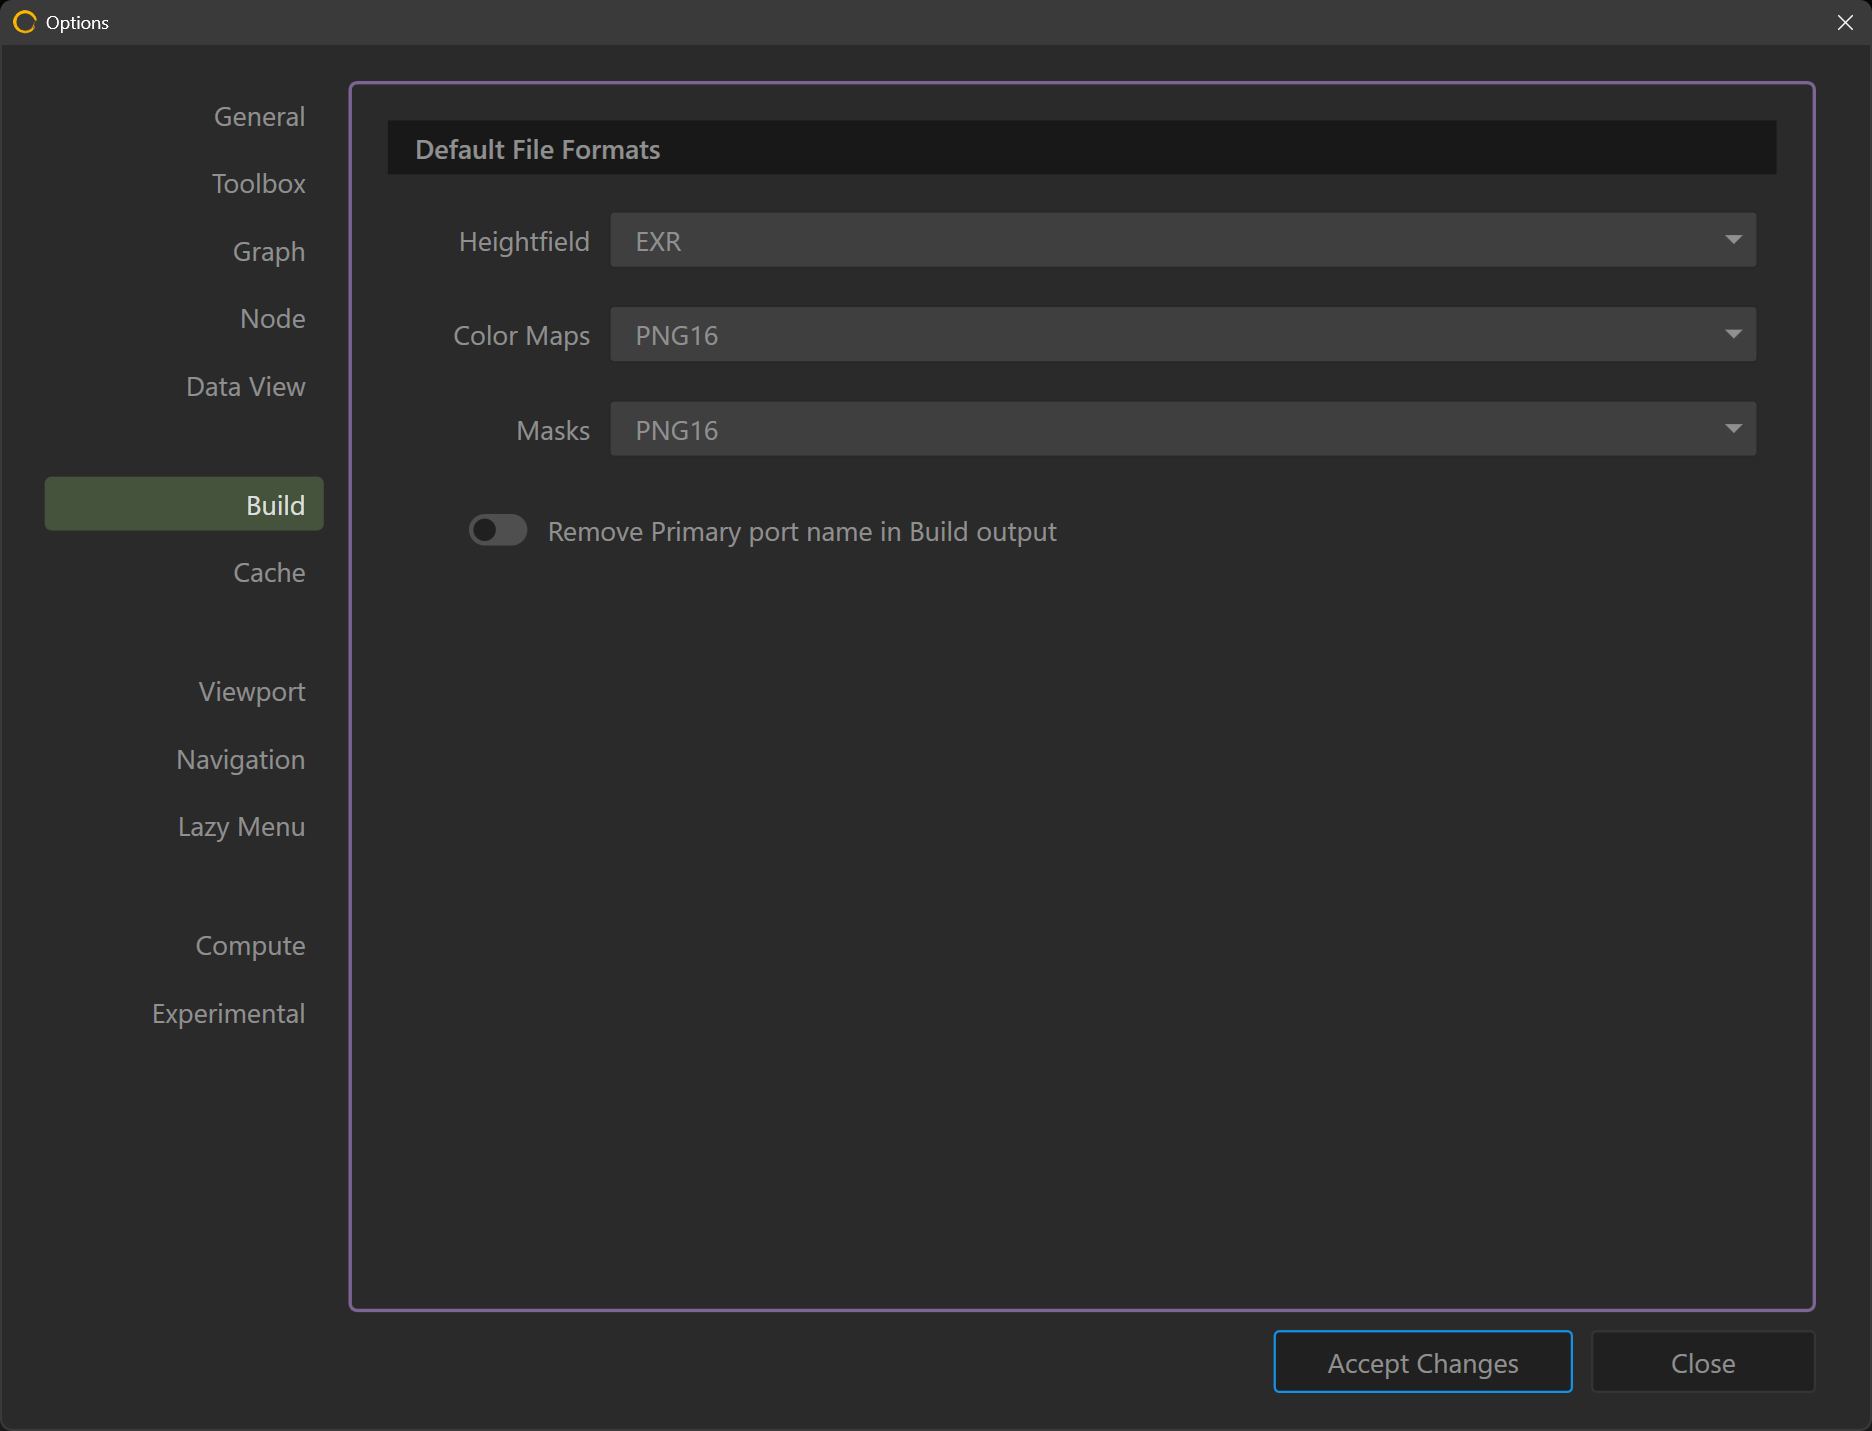 Options
General
Toolbox
Graph
Node
Data View
Build
Cache
Viewport
Navigation
Lazy Menu
Compute
Experimental
Default File Formats
Heightfield EXR
Color Maps PNG16
Masks PNG16
Remove Primary port name in Build output
Accept Changes Close